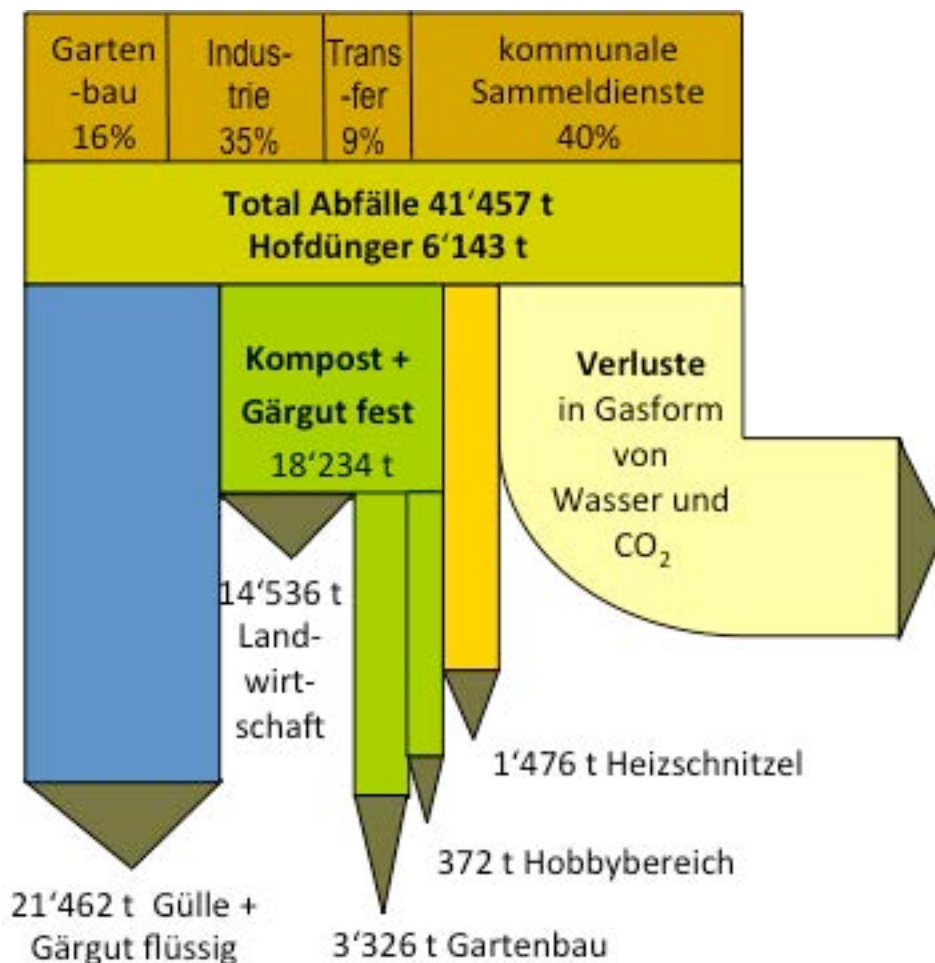 Garten
-bau
16%
Indus-
trie
35%
Trans
-fer
9%
kommunale
Sammeldienste
40%
Total Abfälle 41‘457 t
Hofdünger 6‘143 t
Kompost +
Gärgut fest
18‘234 t
Verluste
in Gasform
von
Wasser und
CO₂
14‘536 t
Land-
wirt-
schaft
1‘476 t Heizschnitzel
372 t Hobbybereich
21‘462 t Gülle +
Gärgut flüssig
3‘326 t Gartenbau